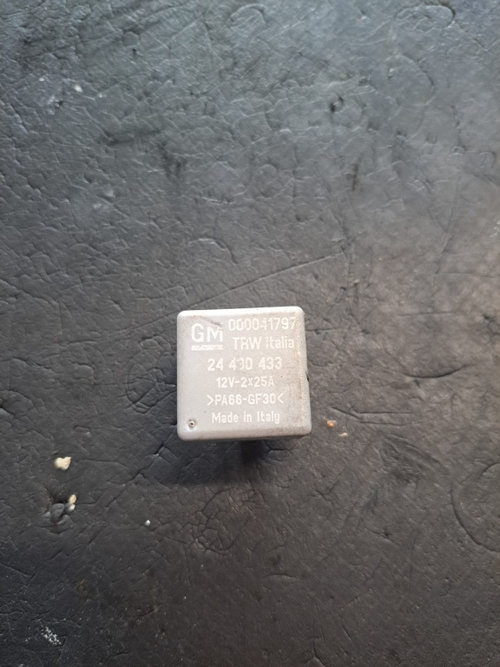 GM 000041797
TRW Italia
24 430 433
12V-2x25A
>PA66-GF30<
Made in Italy